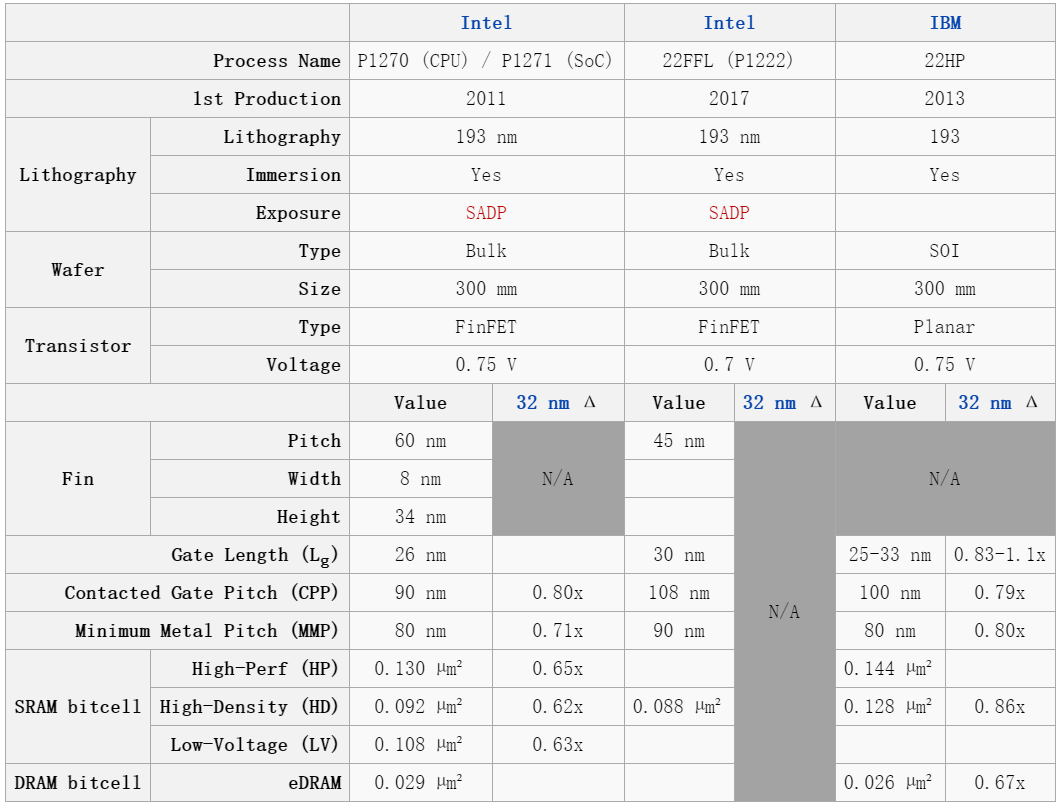 Intel Intel IBM
Process Name P1270 (CPU) / P1271 (SoC) 22FFL (P1222) 22HP
1st Production 2011 2017 2013
Lithography Lithography 193 nm 193 nm 193
Immersion Yes Yes Yes
Exposure SADP SADP
Wafer Type Bulk Bulk SOI
Size 300 mm 300 mm 300 mm
Transistor Type FinFET FinFET Planar
Voltage 0.75 V 0.7 V 0.75 V
Value 32 nm Δ Value 32 nm Δ Value 32 nm Δ
Fin Pitch 60 nm N/A 45 nm N/A N/A
Width 8 nm
Height 34 nm
Gate Length (Lg) 26 nm 30 nm 25-33 nm 0.83-1.1x
Contacted Gate Pitch (CPP) 90 nm 0.80x 108 nm 100 nm 0.79x
Minimum Metal Pitch (MMP) 80 nm 0.71x 90 nm 80 nm 0.80x
SRAM bitcell High-Perf (HP) 0.130 µm² 0.65x 0.144 µm²
High-Density (HD) 0.092 µm² 0.62x 0.088 µm² 0.128 µm² 0.86x
Low-Voltage (LV) 0.108 µm² 0.63x
DRAM bitcell eDRAM 0.029 µm² 0.026 µm² 0.67x